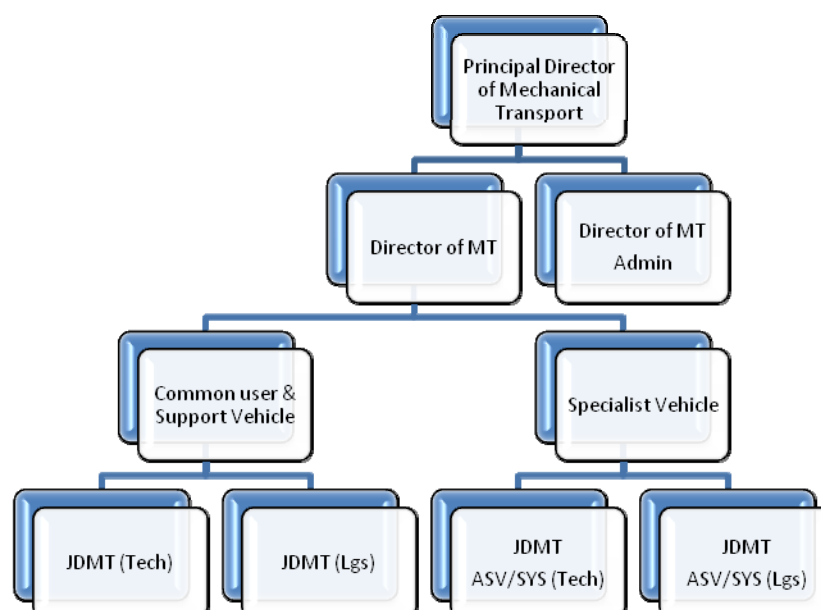 Principal Director
of Mechanical
Transport
Director of MT
Director of MT
Admin
Common user &
Support Vehicle
Specialist Vehicle
JDMT (Tech)
JDMT (Lgs)
JDMT
ASV/SYS (Tech)
JDMT
ASV/SYS (Lgs)